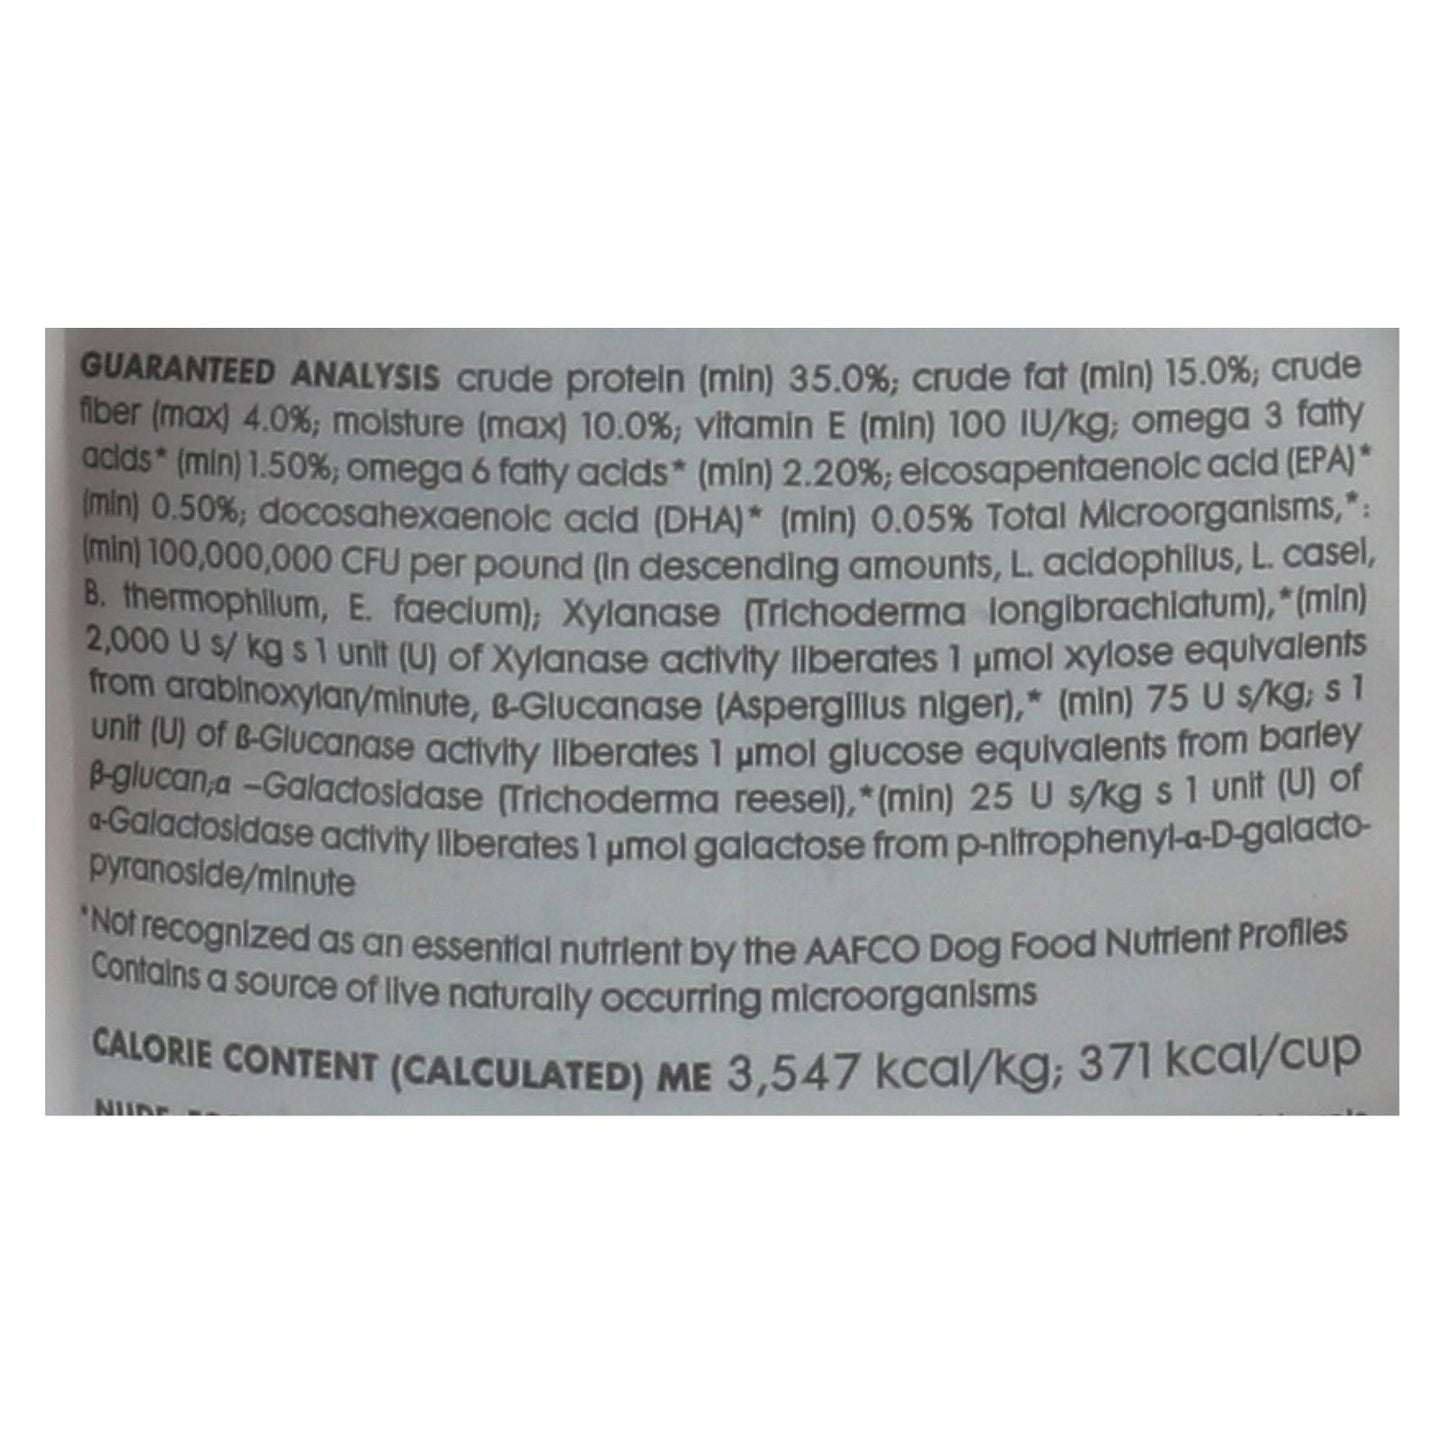 GUARANTEED ANALYSIS crude protein (min) 35.0%; crude fat (min) 15.0%; crude
fiber (max) 4.0%; moisture (max) 10.0%; vitamin E (min) 100 IU/kg; omega 3 fatty
acids* (min) 1.50%; omega 6 fatty acids* (min) 2.20%; eicosapentaenoic acid (EPA)*
(min) 0.50%; docosahexaenoic acid (DHA)* (min) 0.05% Total Microorganisms,*:
(min) 100,000,000 CFU per pound (in descending amounts, L. acidophilus, L. casei,
B. thermophilum, E. faecium); Xylanase (Trichoderma longibrachiatum),*(min)
2,000 U s/ kg s 1 unit (U) of Xylanase activity liberates 1 µmol xylose equivalents
from arabinoxylan/minute, ß-Glucanase (Aspergillus niger),* (min) 75 U s/kg; s 1
unit (U) of ß-Glucanase activity liberates 1 µmol glucose equivalents from barley
β-glucan;α –Galactosidase (Trichoderma reesei),*(min) 25 U s/kg s 1 unit (U) of
α-Galactosidase activity liberates 1 µmol galactose from p-nitrophenyl-α-D-galacto-
pyranoside/minute
*Not recognized as an essential nutrient by the AAFCO Dog Food Nutrient Profiles
Contains a source of live naturally occurring microorganisms
CALORIE CONTENT (CALCULATED) ME 3,547 kcal/kg; 371 kcal/cup